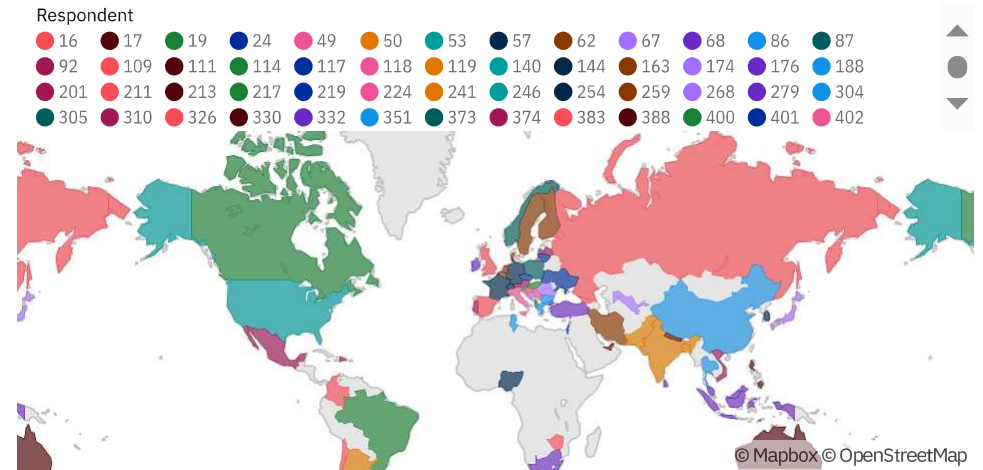 Respondent
16 17 19 24 49 50 53 57 62 67 68 86 87
92 109 111 114 117 118 119 140 144 163 174 176 188
201 211 213 217 219 224 241 246 254 259 268 279 304
305 310 326 330 332 351 373 374 383 388 400 401 402
© Mapbox © OpenStreetMap